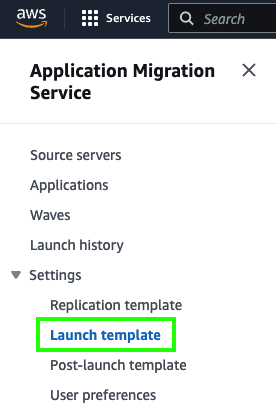 aws
Services
Search
Application Migration
Service
Source servers
Applications
Waves
Launch history
Settings
Replication template
Launch template
Post-launch template
User preferences